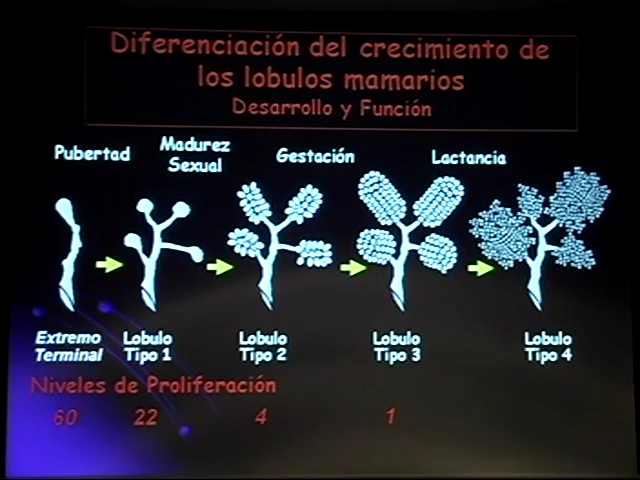 Diferenciación del crecimiento de
los lobulos mamarios
Desarrollo y Función
Pubertad
Madurez
Sexual
Gestación
Lactancia
Extremo
Terminal
Lobulo
Tipo 1
Lobulo
Tipo 2
Lobulo
Tipo 3
Lobulo
Tipo 4
Niveles de Proliferación
60 22 4 1